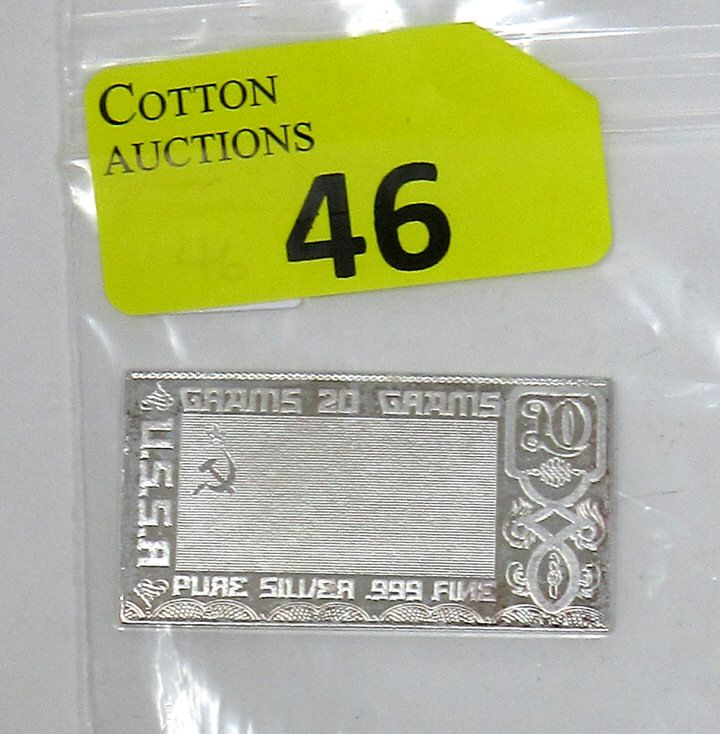 COTTON
AUCTIONS
46
GRAMS 20 GRAMS
20
U.S.S.R
PURE SILVER .999 FINE